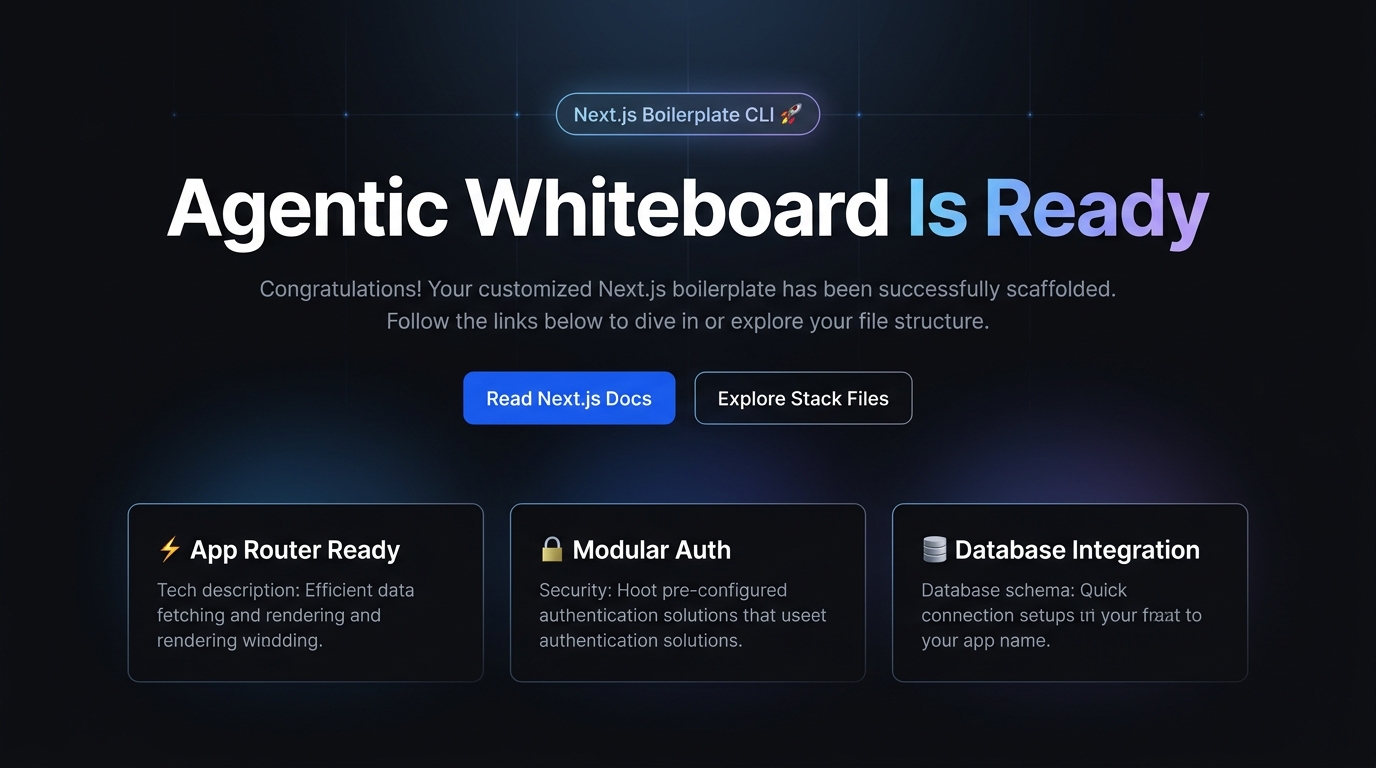 Next.js Boilerplate CLI 🚀
Agentic Whiteboard Is Ready
Congratulations! Your customized Next.js boilerplate has been successfully scaffolded.
Follow the links below to dive in or explore your file structure.
Read Next.js Docs
Explore Stack Files
⚡ App Router Ready
Tech description: Efficient data
fetching and rendering and
rendering windding.
🔒 Modular Auth
Security: Hoot pre-configured
authentication solutions that useet
authentication solutions.
Database Integration
Database schema: Quick
connection setups your to
your app name.